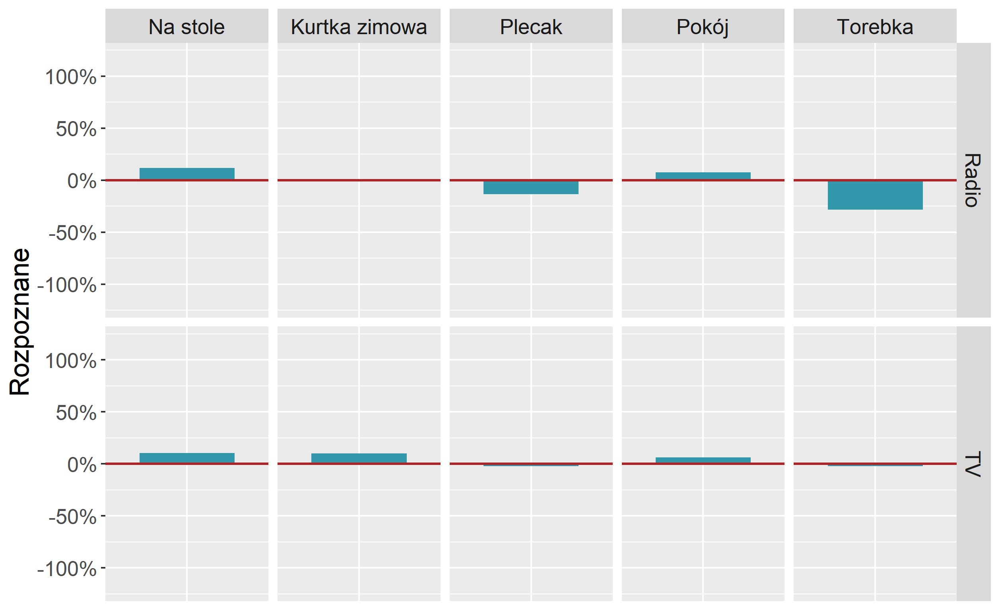 Na stole
Kurtka zimowa
Plecak
Pokój
Torebka
Rozpoznane
100%
50%
0%
-50%
-100%
Radio
100%
50%
0%
-50%
-100%
TV